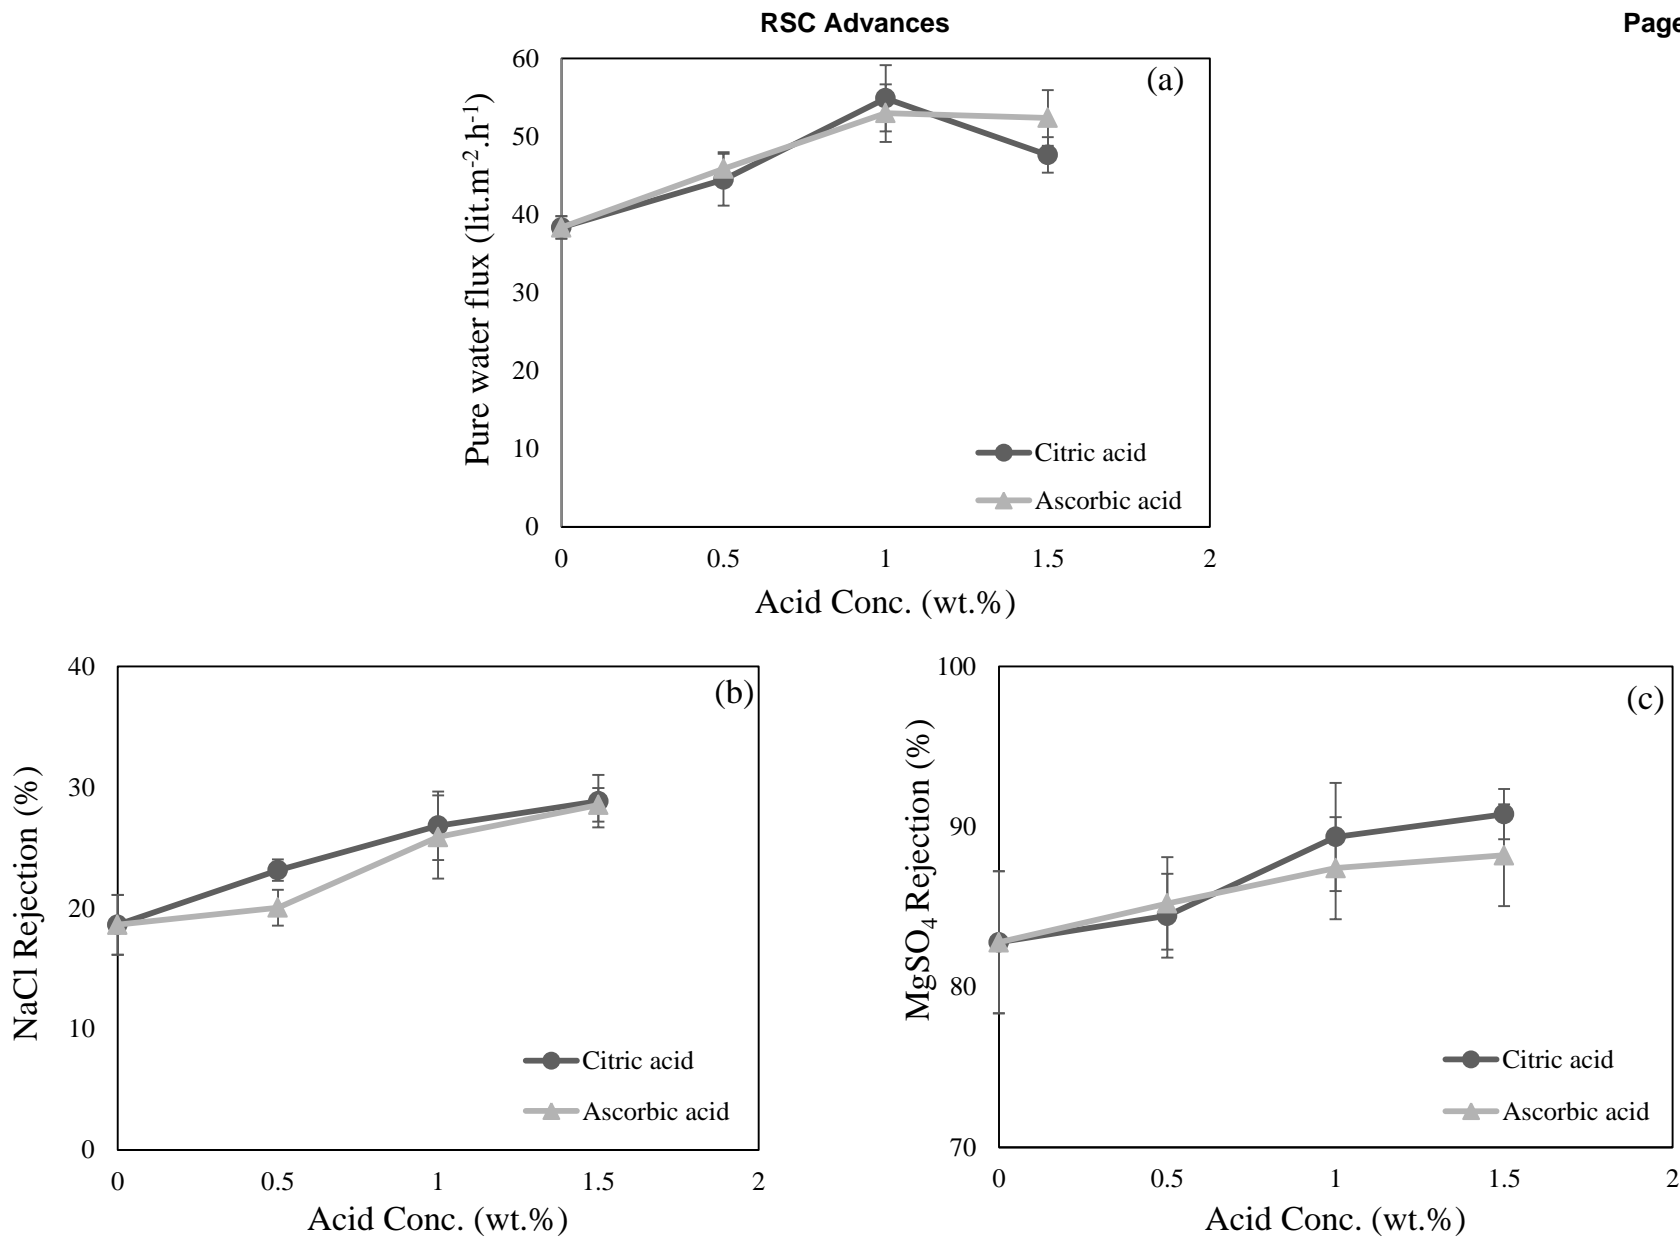 RSC Advances
Page
(a)
Pure water flux (lit.m-2.h-1)
60
50
40
30
20
10
0
Citric acid
Ascorbic acid
0 0.5 1 1.5 2
Acid Conc. (wt.%)
(b)
NaCl Rejection (%)
40
30
20
10
0
Citric acid
Ascorbic acid
0 0.5 1 1.5 2
Acid Conc. (wt.%)
(c)
MgSO4 Rejection (%)
100
90
80
70
Citric acid
Ascorbic acid
0 0.5 1 1.5 2
Acid Conc. (wt.%)